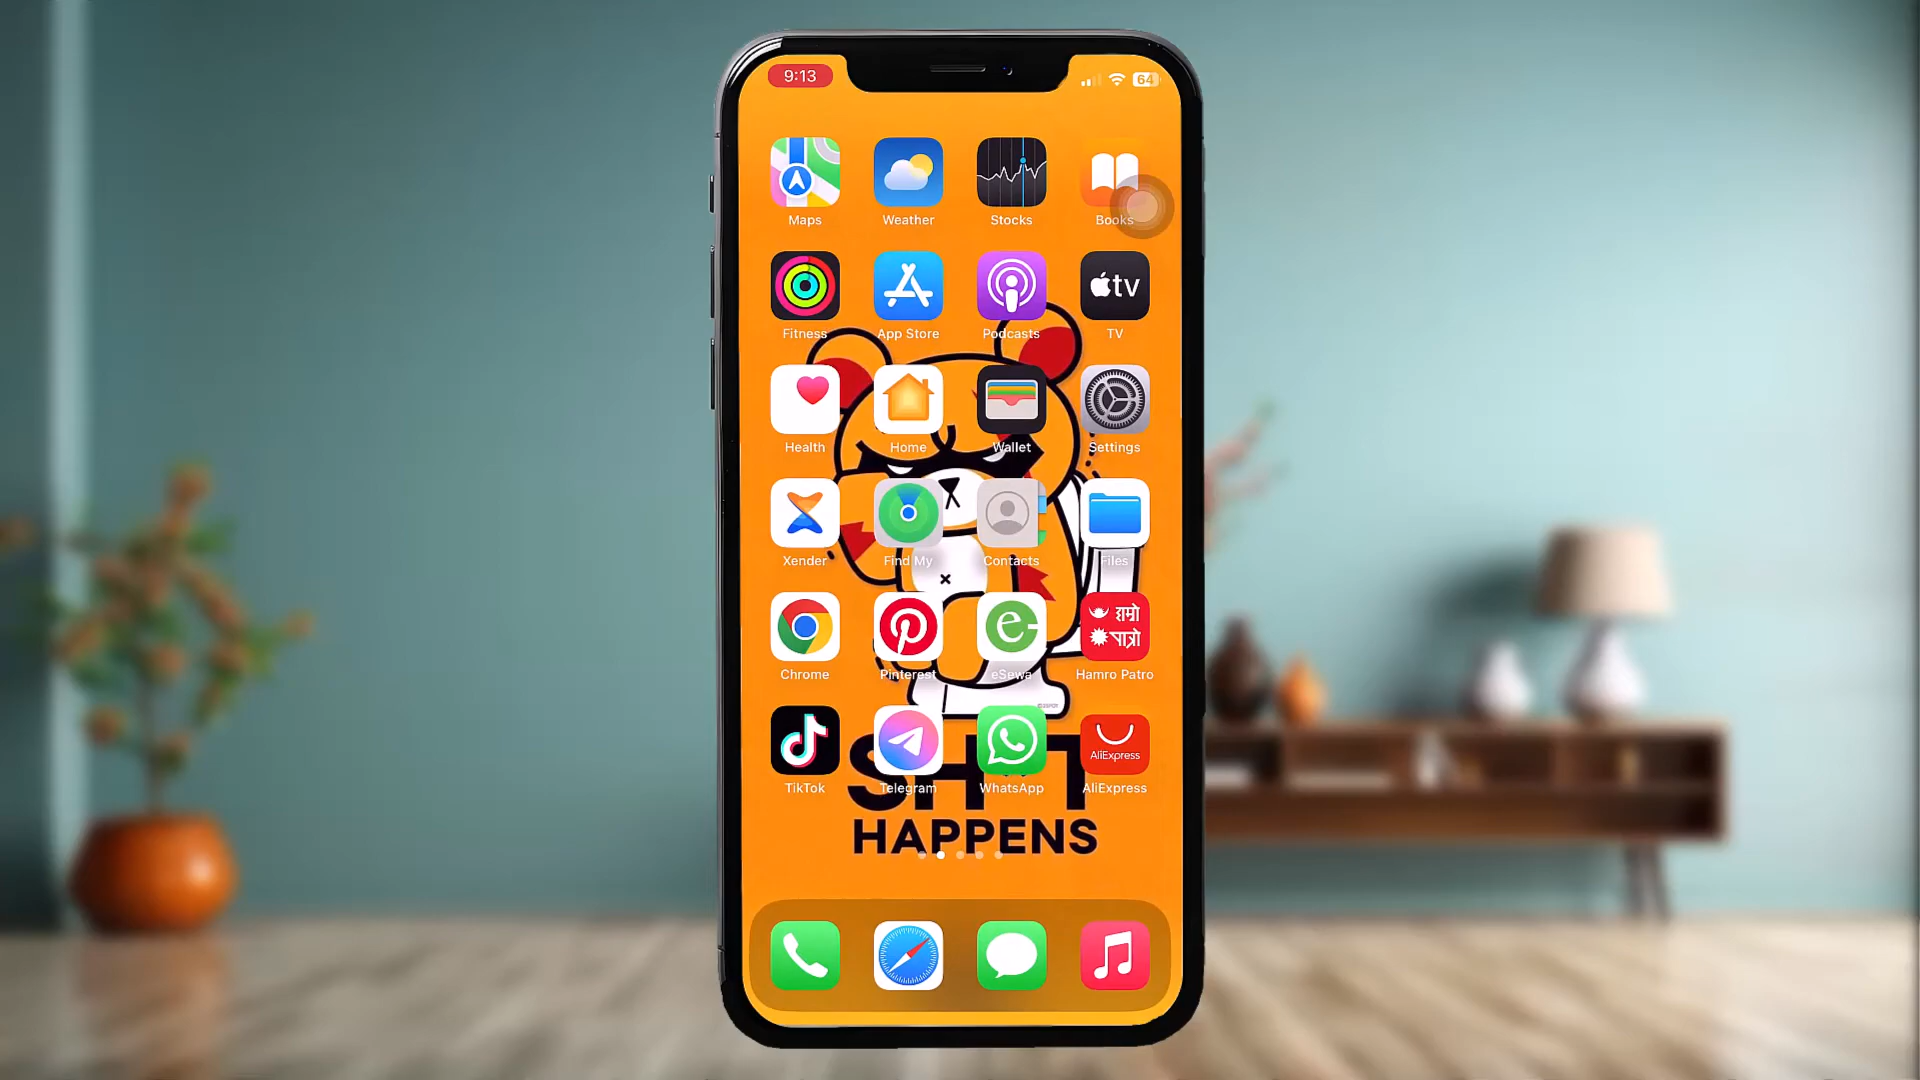 9:13
64
Maps
Weather
Stocks
Books
tv
Fitness
App Store
Podcasts
TV
Health
Home
Wallet
Settings
Xender
Find My
Contacts
Files
हाम्रो
पात्रो
Chrome
Pinterest
eSewa
Hamro Patro
AliExpress
TikTok
Telegram
WhatsApp
AliExpress
HAPPENS